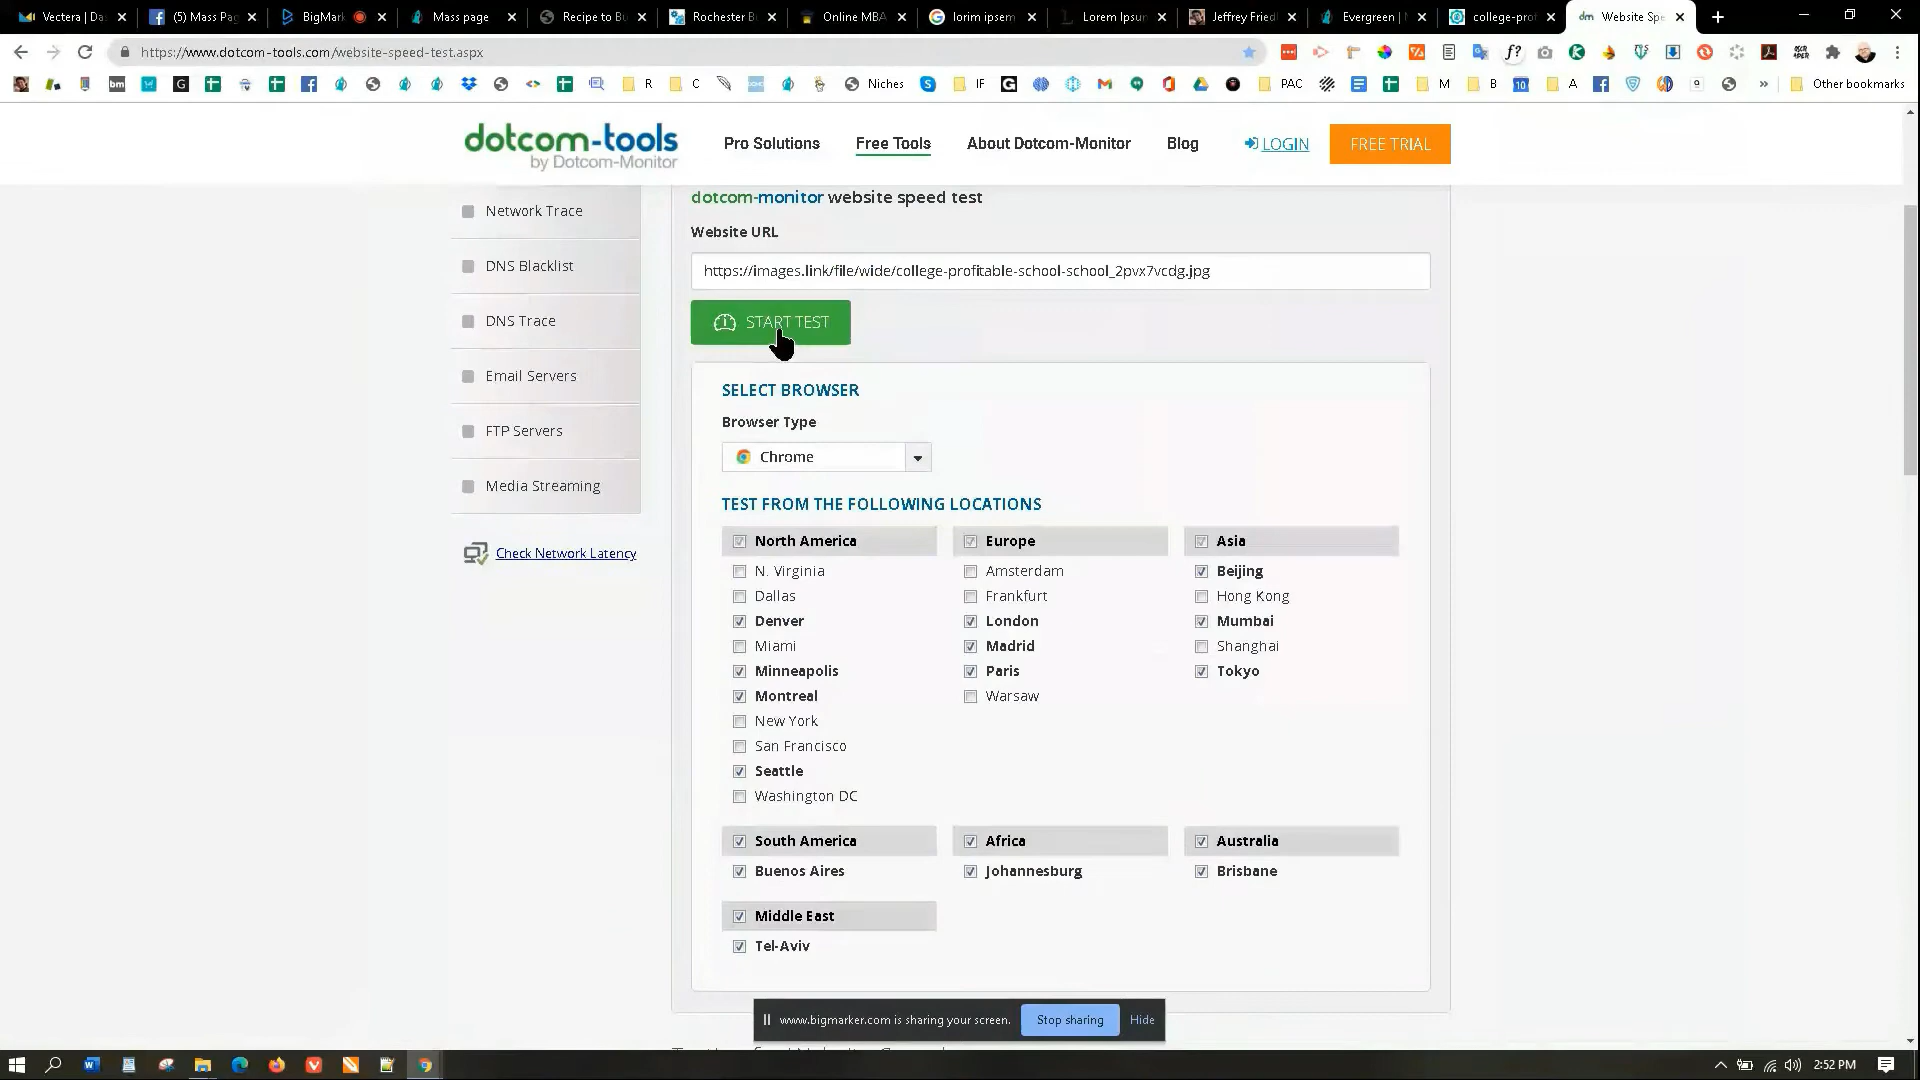 Vectera | Da
(5) Mass Pag
BigMark
Mass page
Recipe to Bu
Rochester B
Online MBA
lorim ipsem
Lorem Ipsu
Jeffrey Fried
Evergreen |
college-prof
Website Spe
https://www.dotcom-tools.com/website-speed-test.aspx
f?
bm
G
R
C
Niches
IF
PAC
M
B
10
A
»
Other bookmarks
dotcom-tools
by Dotcom-Monitor
Pro Solutions
Free Tools
About Dotcom-Monitor
Blog
LOGIN
FREE TRIAL
Network Trace
DNS Blacklist
DNS Trace
Email Servers
FTP Servers
Media Streaming
Check Network Latency
dotcom-monitor website speed test
Website URL
https://images.link/file/wide/college-profitable-school-school_2pvx7vcdg.jpg
START TEST
SELECT BROWSER
Browser Type
Chrome
TEST FROM THE FOLLOWING LOCATIONS
North America
N. Virginia
Dallas
Denver
Miami
Minneapolis
Montreal
New York
San Francisco
Seattle
Washington DC
Europe
Amsterdam
Frankfurt
London
Madrid
Paris
Warsaw
Asia
Beijing
Hong Kong
Mumbai
Shanghai
Tokyo
South America
Buenos Aires
Africa
Johannesburg
Australia
Brisbane
Middle East
Tel-Aviv
www.bigmarker.com is sharing your screen.
Stop sharing
Hide
2:52 PM